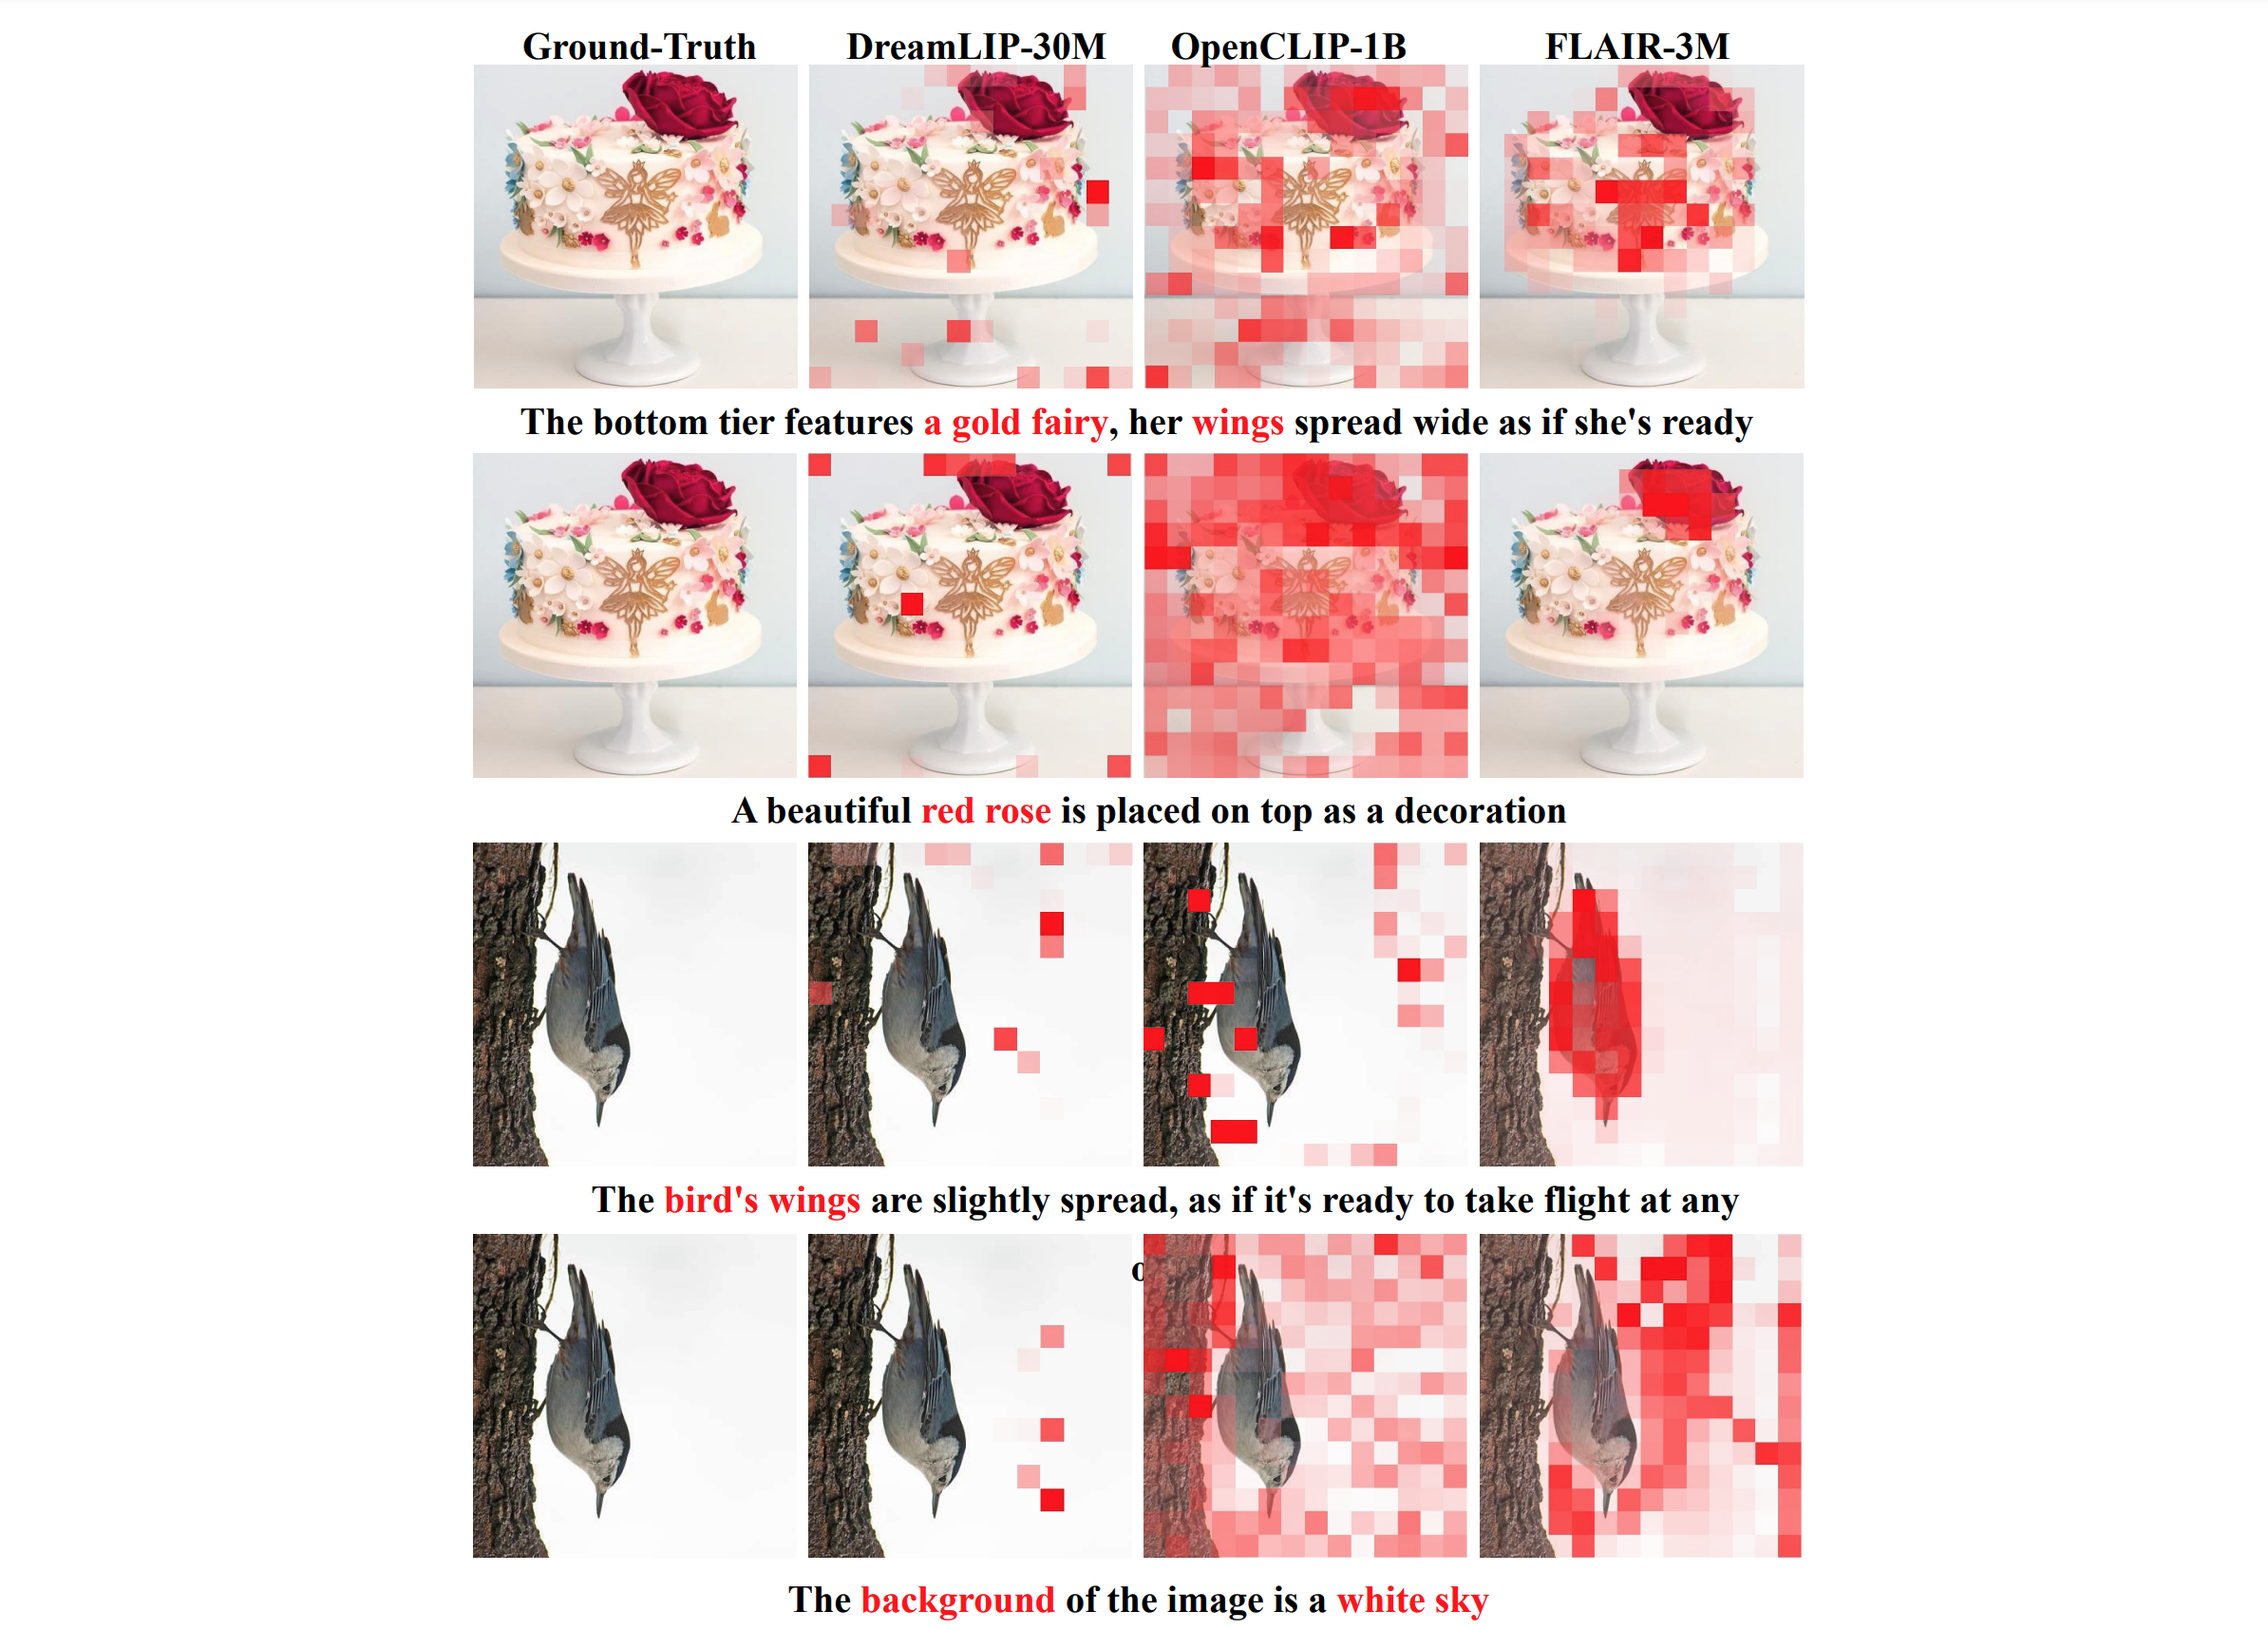 Ground-Truth DreamLIP-30M OpenCLIP-1B FLAIR-3M
The bottom tier features a gold fairy, her wings spread wide as if she's ready
A beautiful red rose is placed on top as a decoration
The bird's wings are slightly spread, as if it's ready to take flight at any
The background of the image is a white sky